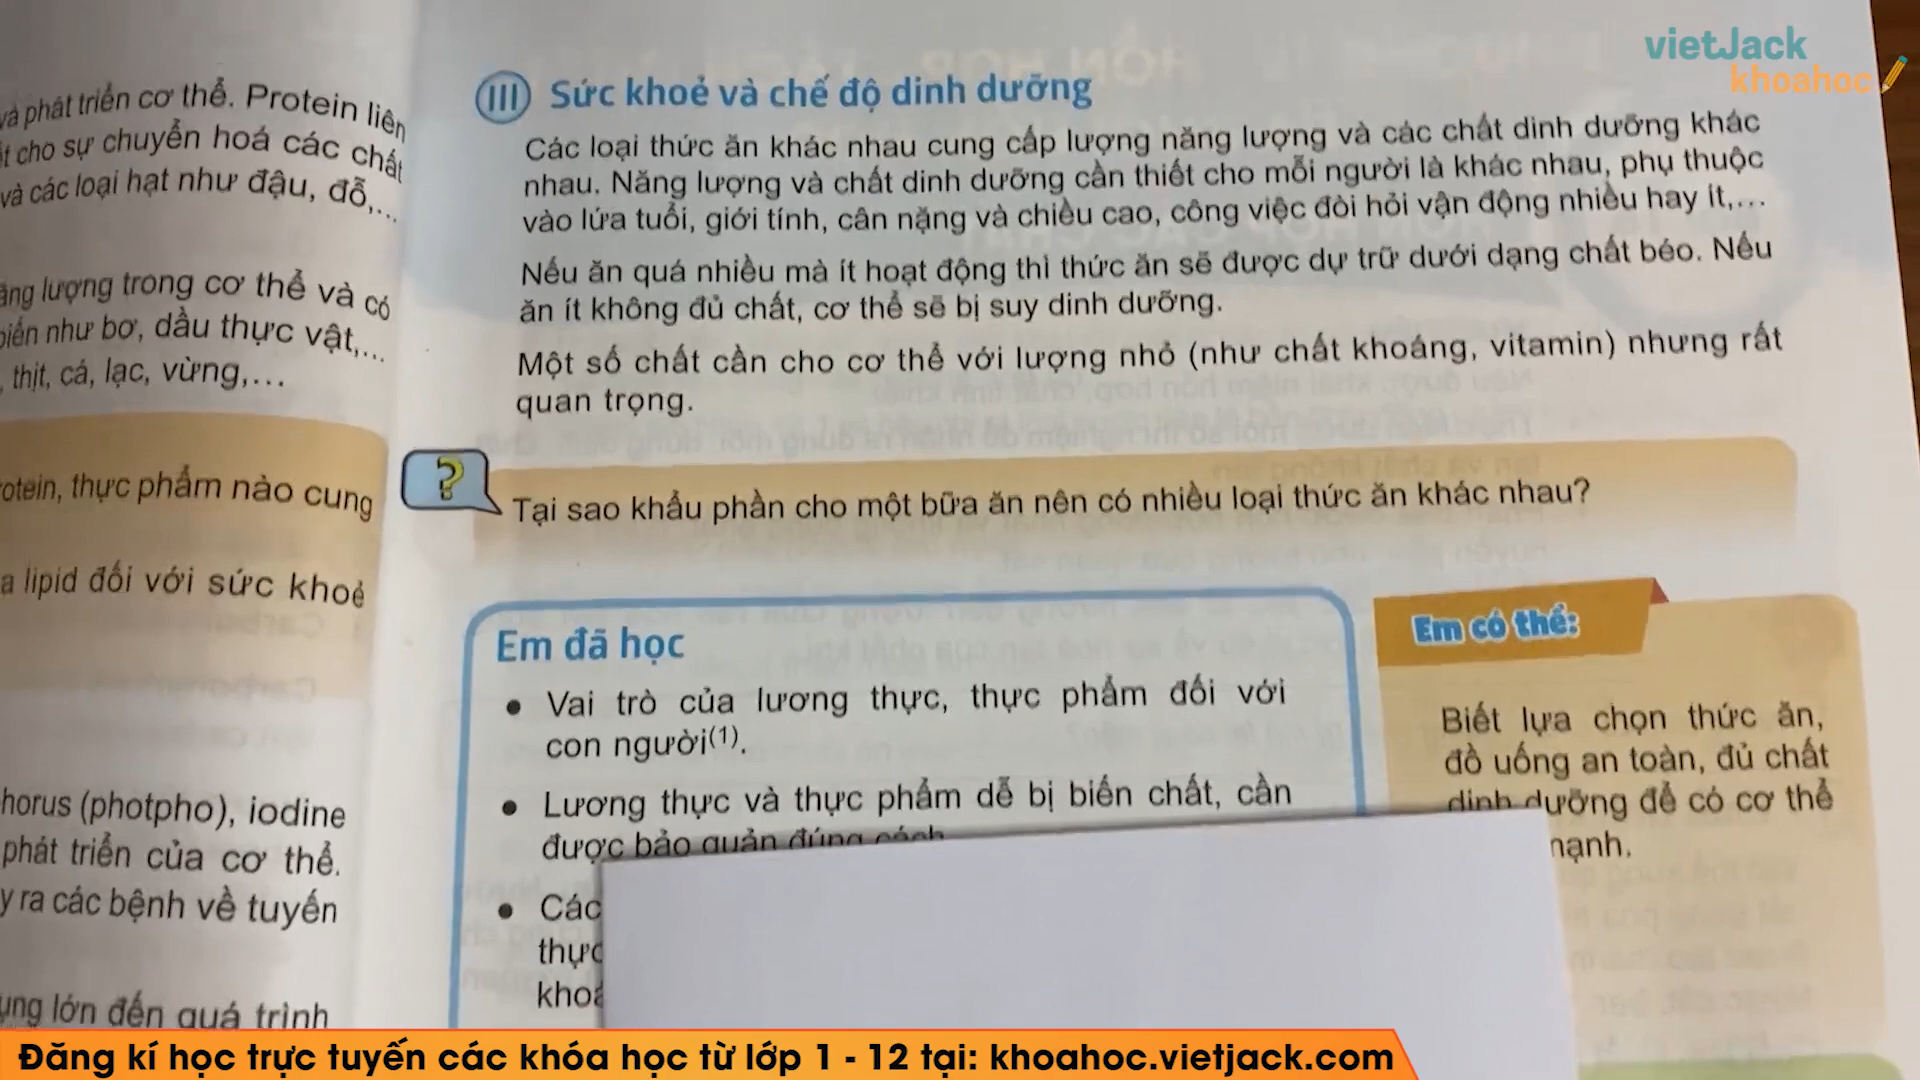 vietJack
khoahoc
và phát triển cơ thể. Protein liên
cho sự chuyển hoá các chất
và các loại hạt như đậu, đỗ,...
lượng trong cơ thể và có
như bơ, dầu thực vật,...
thịt, cá, lạc, vừng,...
thực phẩm nào cung
lipid đối với sức khoẻ
(photpho), iodine
phát triển của cơ thể.
ra các bệnh về tuyến
lớn đến quá trình
III Sức khoẻ và chế độ dinh dưỡng
Các loại thức ăn khác nhau cung cấp lượng năng lượng và các chất dinh dưỡng khác
nhau. Năng lượng và chất dinh dưỡng cần thiết cho mỗi người là khác nhau, phụ thuộc
vào lứa tuổi, giới tính, cân nặng và chiều cao, công việc đòi hỏi vận động nhiều hay ít,...
Nếu ăn quá nhiều mà ít hoạt động thì thức ăn sẽ được dự trữ dưới dạng chất béo. Nếu
ăn ít không đủ chất, cơ thể sẽ bị suy dinh dưỡng.
Một số chất cần cho cơ thể với lượng nhỏ (như chất khoáng, vitamin) nhưng rất
quan trọng.
? Tại sao khẩu phần cho một bữa ăn nên có nhiều loại thức ăn khác nhau?
Em đã học
• Vai trò của lương thực, thực phẩm đối với
con người(1).
• Lương thực và thực phẩm dễ bị biến chất, cần
được bảo quản đúng cách
• Các
thực
Em có thể:
Biết lựa chọn thức ăn,
đồ uống an toàn, đủ chất
dinh dưỡng để có cơ thể
mạnh.
Đăng kí học trực tuyến các khóa học từ lớp 1 - 12 tại: khoahoc.vietjack.com